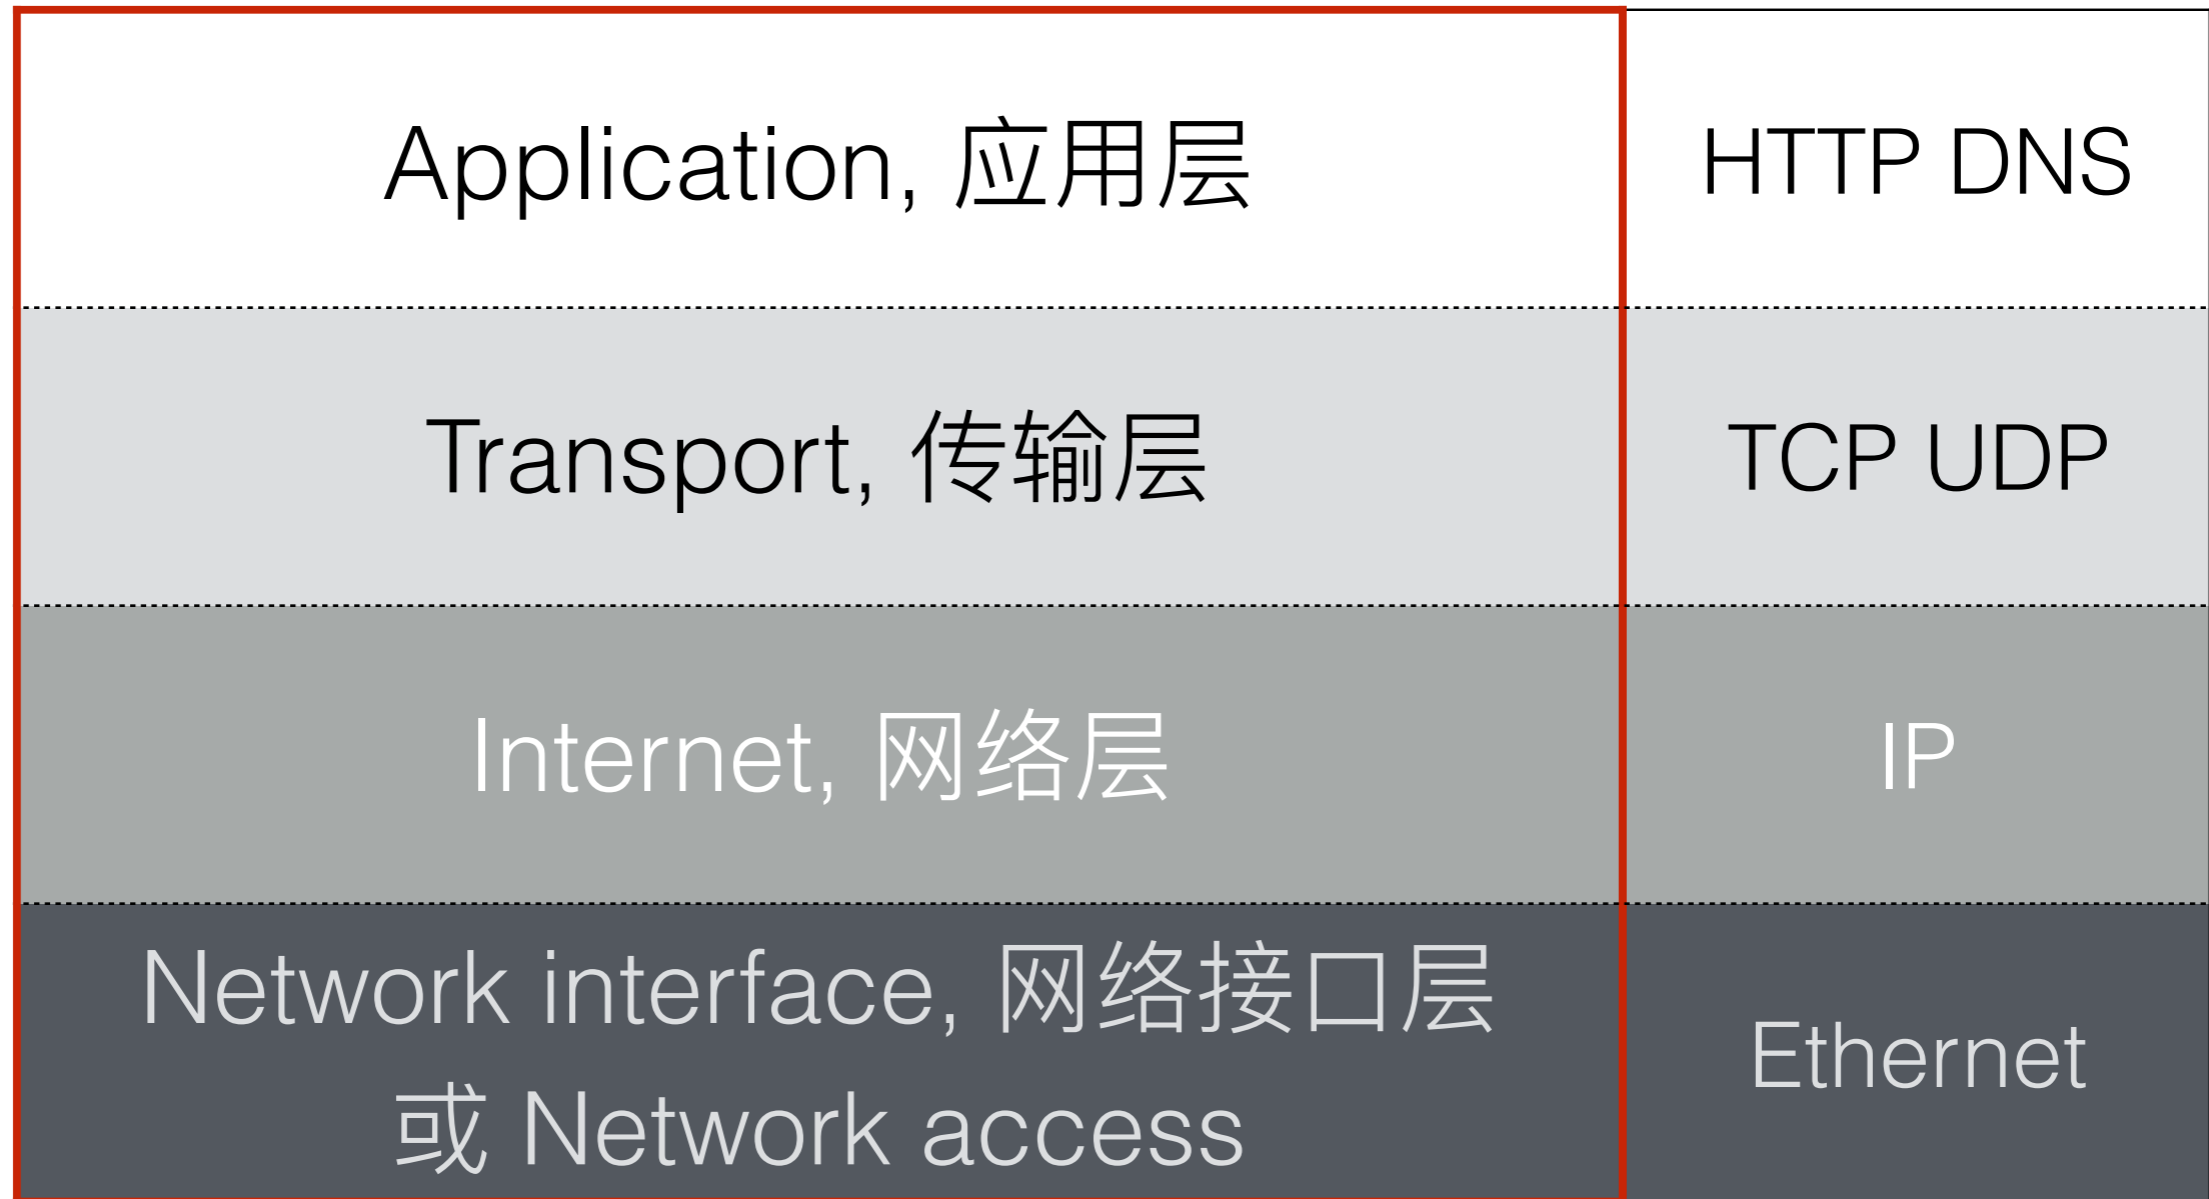 Application, 应用层
HTTP DNS
Transport, 传输层
TCP UDP
Internet, 网络层
IP
Network interface, 网络接口层
或 Network access
Ethernet